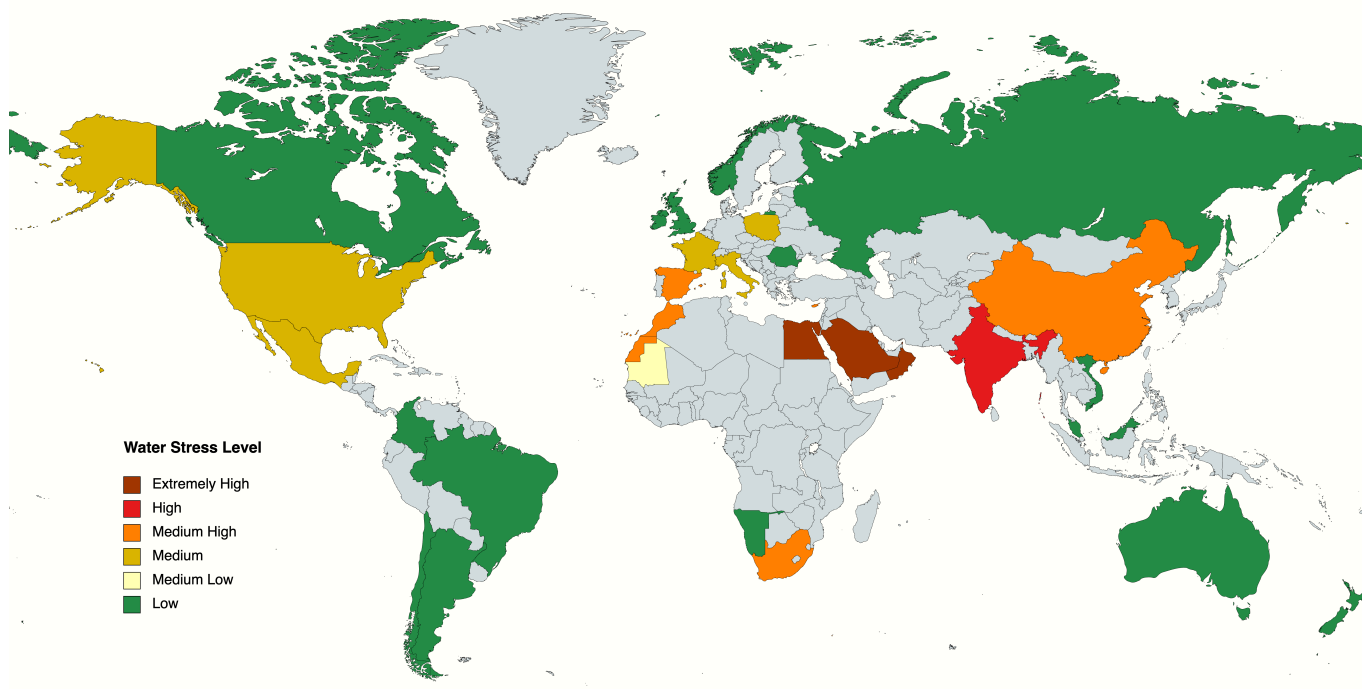 Water Stress Level
Extremely High
High
Medium High
Medium
Medium Low
Low